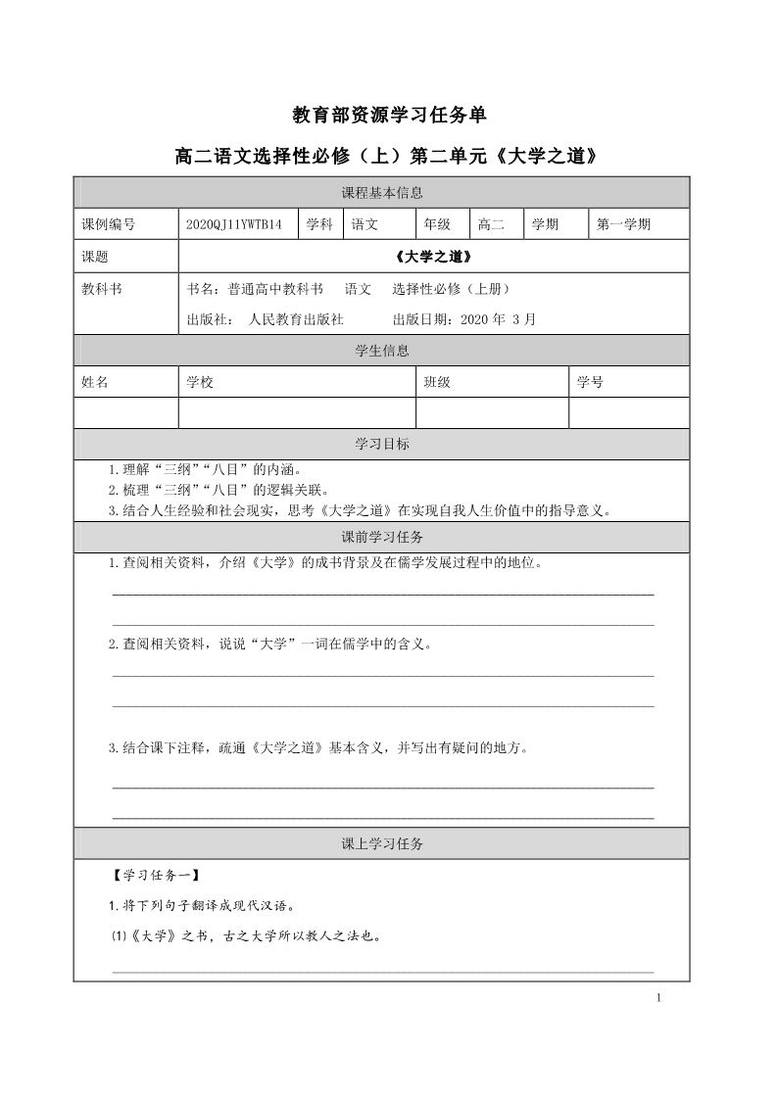 教育部资源学习任务单
高二语文选择性必修（上）第二单元《大学之道》
课程基本信息
课例编号 2020QJ11YWTB14 学科 语文 年级 高二 学期 第一学期
课题 《大学之道》
教科书 书名：普通高中教科书 语文 选择性必修（上册）
出版社： 人民教育出版社 出版日期：2020 年 3 月
学生信息
姓名 学校 班级 学号
学习目标
1.理解“三纲”“八目”的内涵。
2.梳理“三纲”“八目”的逻辑关联。
3.结合人生经验和社会现实，思考《大学之道》在实现自我人生价值中的指导意义。
课前学习任务
1.查阅相关资料，介绍《大学》的成书背景及在儒学发展过程中的地位。
2.查阅相关资料，说说“大学”一词在儒学中的含义。
3.结合课下注释，疏通《大学之道》基本含义，并写出有疑问的地方。
课上学习任务
【学习任务一】
1.将下列句子翻译成现代汉语。
⑴《大学》之书，古之大学所以教人之法也。
1